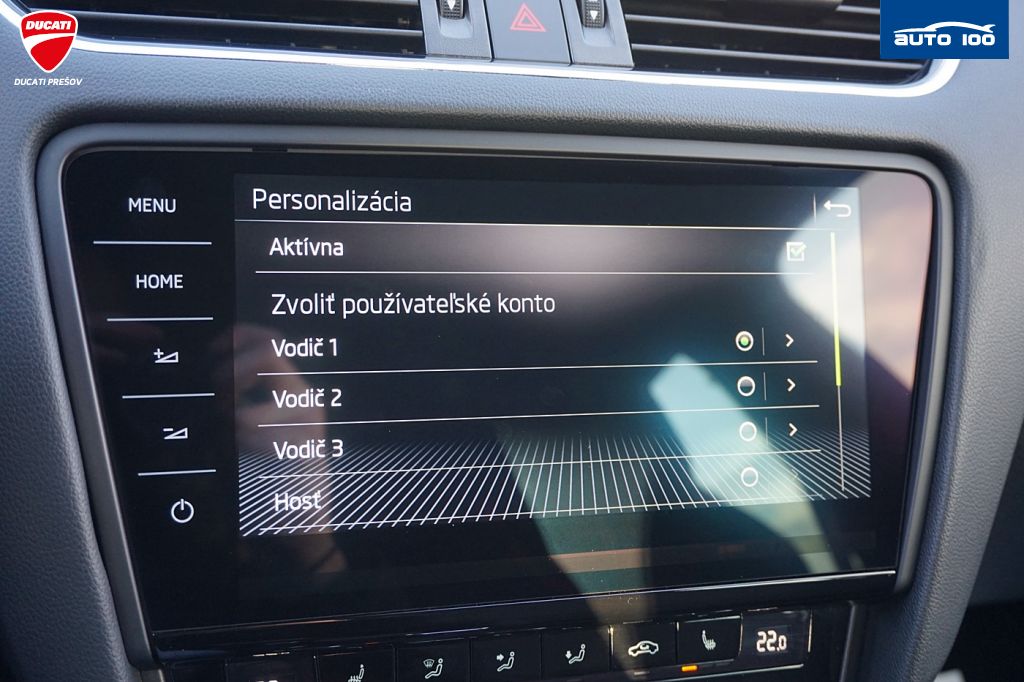 DUCATI
DUCATI PREŠOV
AUTO 100
MENU
HOME
Personalizácia
Aktívna
Zvoliť používateľské konto
Vodič 1
Vodič 2
Vodič 3
Hosť
22.0